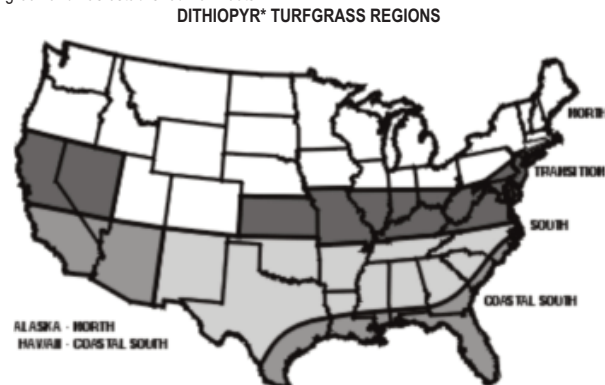 DITHIOPYR* TURFGRASS REGIONS
NORTH
TRANSITION
SOUTH
COASTAL SOUTH
ALASKA - NORTH
HAWAII - COASTAL SOUTH